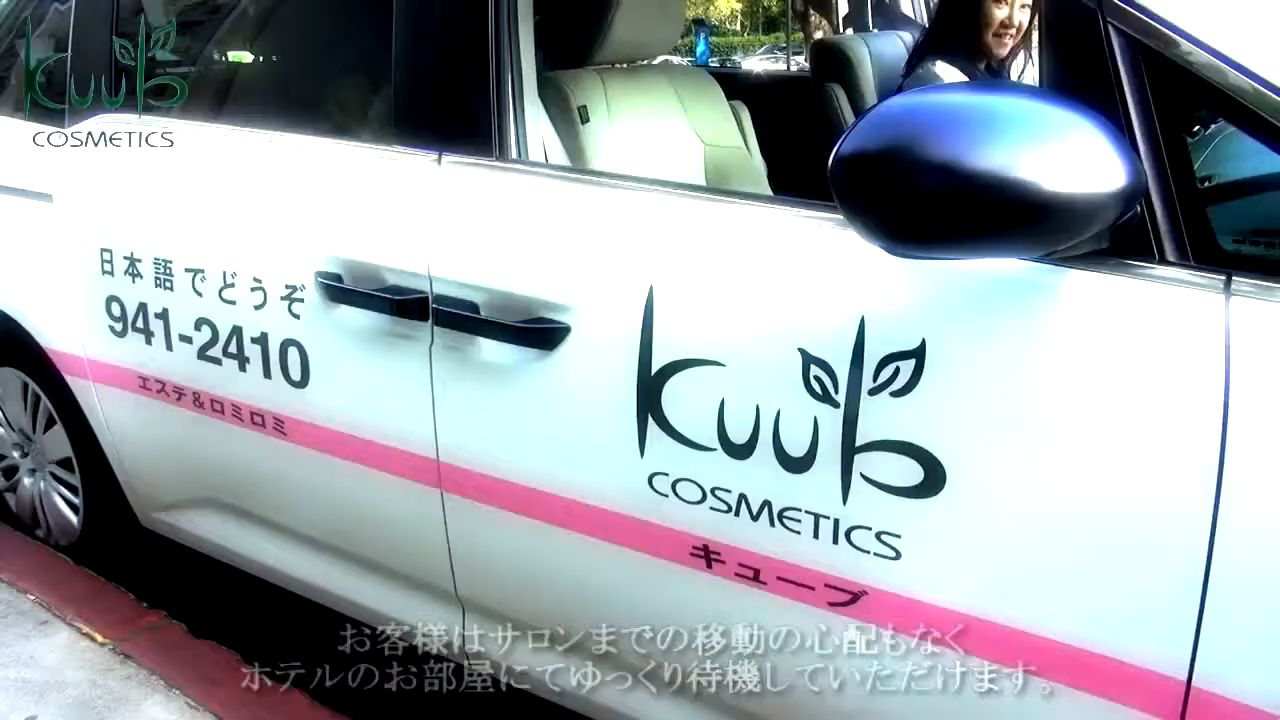 Kuub
COSMETICS
日本語でどうぞ
941-2410
エステ&ロミロミ
Kuub
COSMETICS
キューブ
お客様はサロンまでの移動の心配もなく
ホテルのお部屋にてゆっくり待機していただけます。